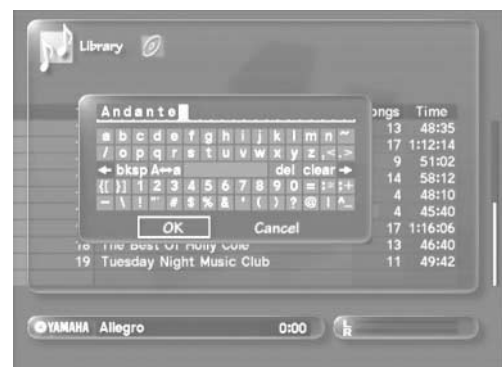 Library
ongs Time
13 48:35
17 1:12:14
9 51:02
14 58:12
4 48:10
4 45:40
17 1:16:06
18 The Best Of Holly Cole 13 46:40
19 Tuesday Night Music Club 11 49:42
Andante
a b c d e f g h i j k l m n ~
/ o p q r s t u v w x y z ,< .>
bksp A↔a del clear
{[ }] 1 2 3 4 5 6 7 8 9 0 = :" ;+
- \ ! "' # $ % & ' ( ) ? @ | ^_
OK Cancel
YAMAHA Allegro 0:00 L R